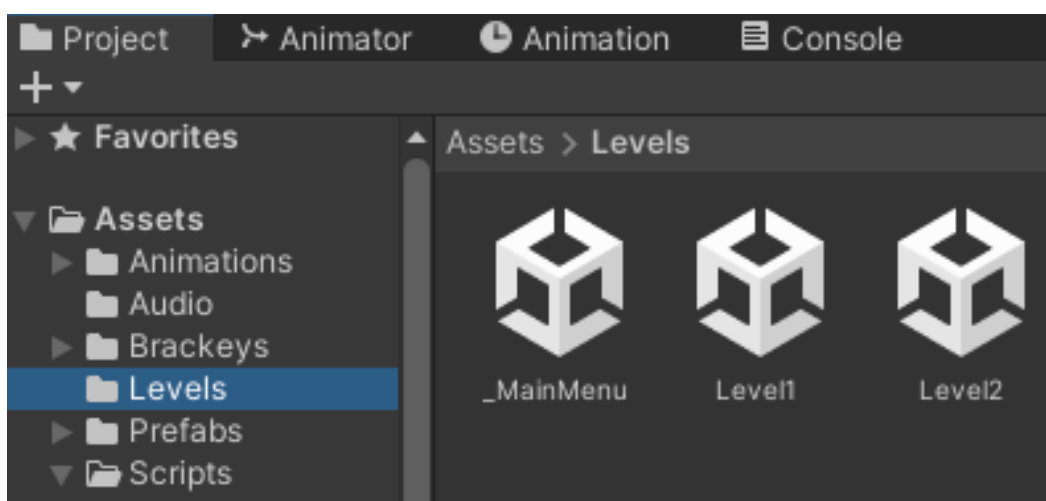 Project Animator Animation Console
Favorites
Assets > Levels
Assets
Animations
Audio
Brackeys
Levels
Prefabs
Scripts
_MainMenu Level1 Level2